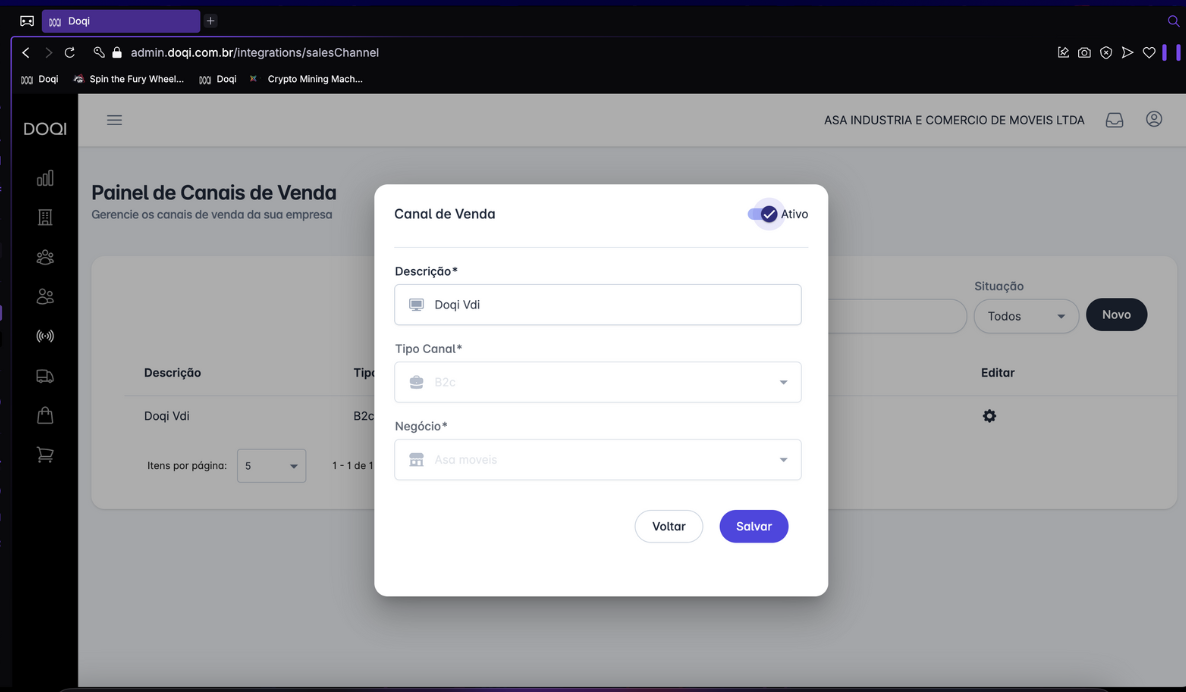 Doqi
admin.doqi.com.br/integrations/salesChannel
Doqi
Spin the Fury Wheel...
Doqi
Crypto Mining Mach...
DOQI
ASA INDUSTRIA E COMERCIO DE MOVEIS LTDA
Painel de Canais de Venda
Gerencie os canais de venda da sua empresa
Canal de Venda
Ativo
Descrição*
Doqi Vdi
Tipo Canal*
B2c
Negócio*
Asa moveis
Voltar
Salvar
Situação
Todos
Novo
Descrição
Tipo
Editar
Doqi Vdi
B2c
Itens por página:
5
1 - 1 de 1